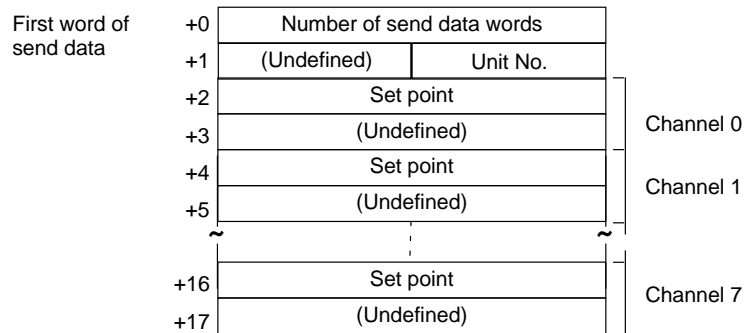 First word of
send data
+0 Number of send data words
+1 (Undefined) Unit No.
+2 Set point
+3 (Undefined)
Channel 0
+4 Set point
+5 (Undefined)
Channel 1
~ ~
+16 Set point
+17 (Undefined)
Channel 7